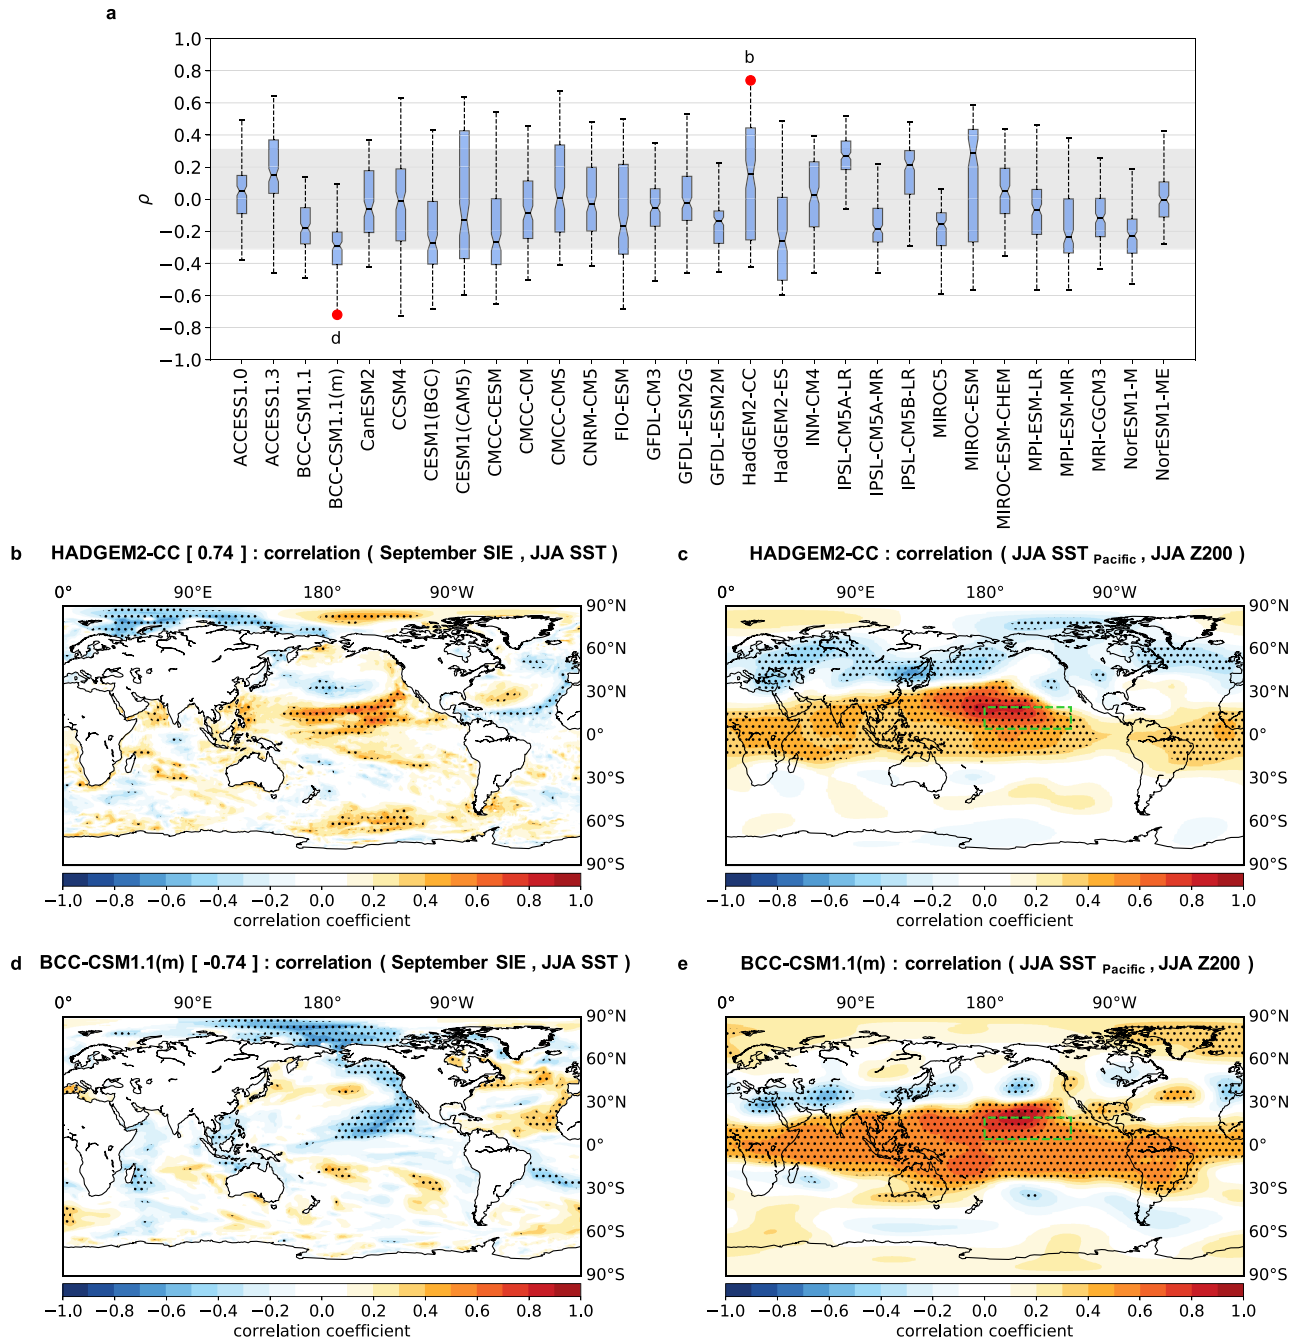 a
1.0
0.8
0.6
0.4
0.2
0.0
−0.2
−0.4
−0.6
−0.8
−1.0
ρ
b
d
ACCESS1.0
ACCESS1.3
BCC-CSM1.1
BCC-CSM1.1(m)
CanESM2
CCSM4
CESM1(BGC)
CESM1(CAM5)
CMCC-CESM
CMCC-CM
CMCC-CMS
CNRM-CM5
FIO-ESM
GFDL-CM3
GFDL-ESM2G
GFDL-ESM2M
HadGEM2-CC
HadGEM2-ES
INM-CM4
IPSL-CM5A-LR
IPSL-CM5A-MR
IPSL-CM5B-LR
MIROC5
MIROC-ESM
MIROC-ESM-CHEM
MPI-ESM-LR
MPI-ESM-MR
MRI-CGCM3
NorESM1-M
NorESM1-ME
b HADGEM2-CC [ 0.74 ] : correlation ( September SIE , JJA SST )
0° 90°E 180° 90°W
90°N
60°N
30°N
0°
30°S
60°S
90°S
−1.0 −0.8 −0.6 −0.4 −0.2 0.0 0.2 0.4 0.6 0.8 1.0
correlation coefficient
c HADGEM2-CC : correlation ( JJA SST Pacific , JJA Z200 )
0° 90°E 180° 90°W
90°N
60°N
30°N
0°
30°S
60°S
90°S
−1.0 −0.8 −0.6 −0.4 −0.2 0.0 0.2 0.4 0.6 0.8 1.0
correlation coefficient
d BCC-CSM1.1(m) [ -0.74 ] : correlation ( September SIE , JJA SST )
0° 90°E 180° 90°W
90°N
60°N
30°N
0°
30°S
60°S
90°S
−1.0 −0.8 −0.6 −0.4 −0.2 0.0 0.2 0.4 0.6 0.8 1.0
correlation coefficient
e BCC-CSM1.1(m) : correlation ( JJA SST Pacific , JJA Z200 )
0° 90°E 180° 90°W
90°N
60°N
30°N
0°
30°S
60°S
90°S
−1.0 −0.8 −0.6 −0.4 −0.2 0.0 0.2 0.4 0.6 0.8 1.0
correlation coefficient